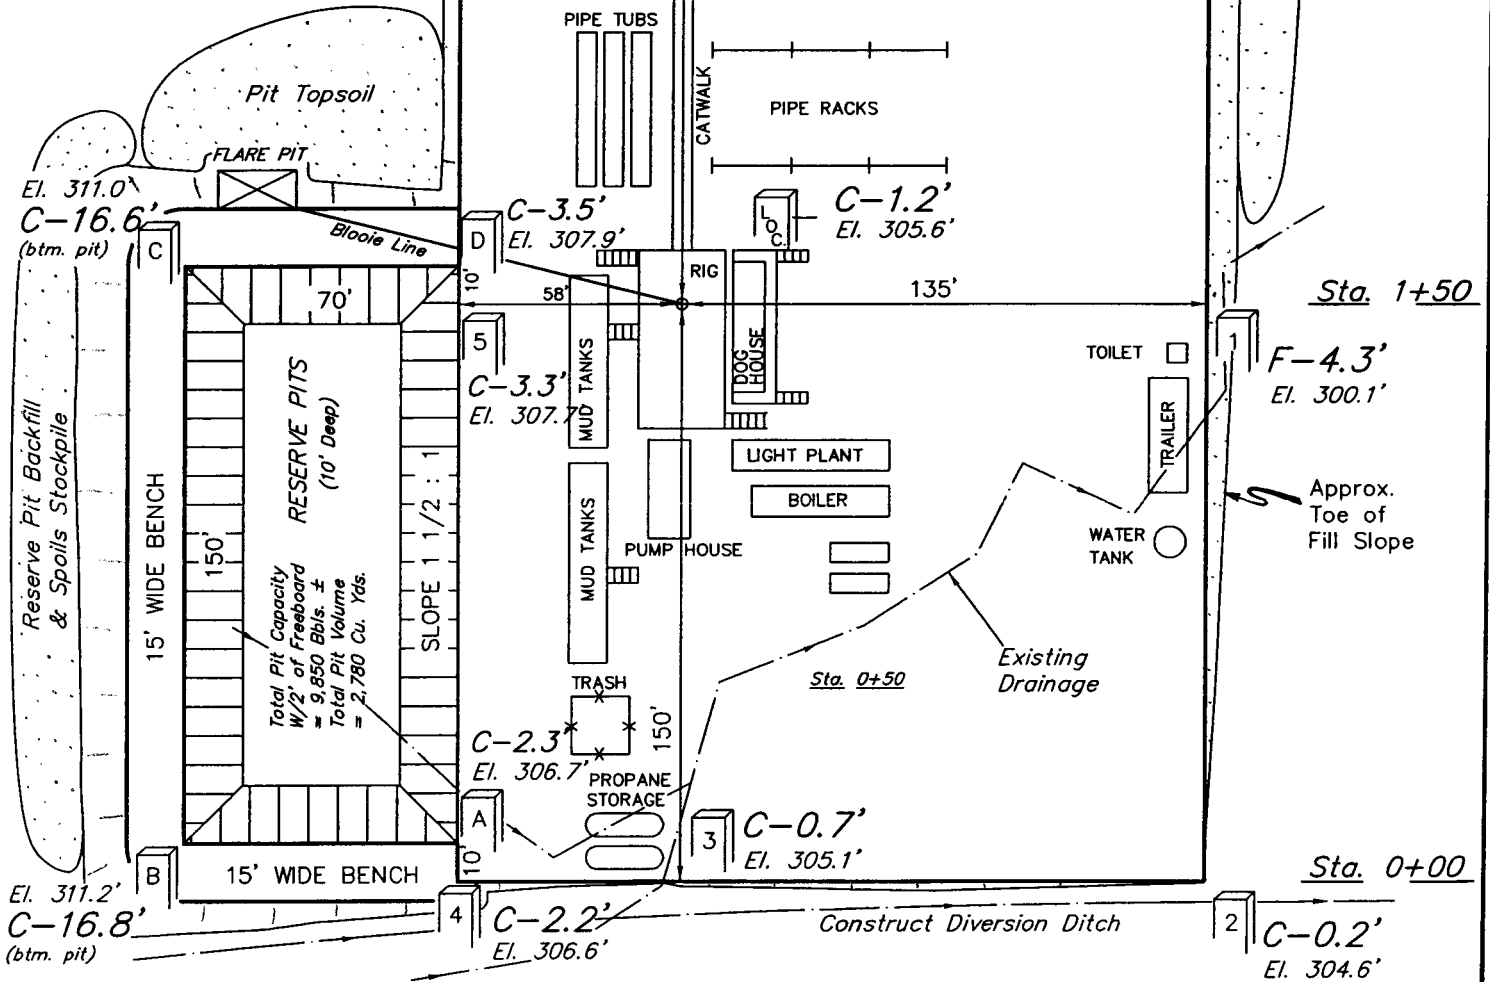 PIPE TUBS
CATWALK
PIPE RACKS
Pit Topsoil
FLARE PIT
El. 311.0'
C-16.6'
(btm. pit)
C
Blooie Line
D
C-3.5'
El. 307.9'
L
O
C.
C-1.2'
El. 305.6'
RIG
10'
70'
58'
135'
Sta. 1+50
5
C-3.3'
El. 307.7'
MUD TANKS
DOG
HOUSE
TOILET
1
F-4.3'
El. 300.1'
TRAILER
RESERVE PITS
(10' Deep)
SLOPE 1 1/2 : 1
Reserve Pit Backfill
& Spoils Stockpile
15' WIDE BENCH
150'
LIGHT PLANT
BOILER
PUMP HOUSE
MUD TANKS
WATER
TANK
Approx.
Toe of
Fill Slope
Total Pit Capacity
W/2' of Freeboard
= 9,850 Bbls. ±
Total Pit Volume
= 2,780 Cu. Yds.
Existing
Drainage
Sta. 0+50
TRASH
150'
C-2.3'
El. 306.7'
PROPANE
STORAGE
A
10'
3
C-0.7'
El. 305.1'
B
15' WIDE BENCH
El. 311.2'
C-16.8'
(btm. pit)
Sta. 0+00
4
C-2.2'
El. 306.6'
Construct Diversion Ditch
2
C-0.2'
El. 304.6'